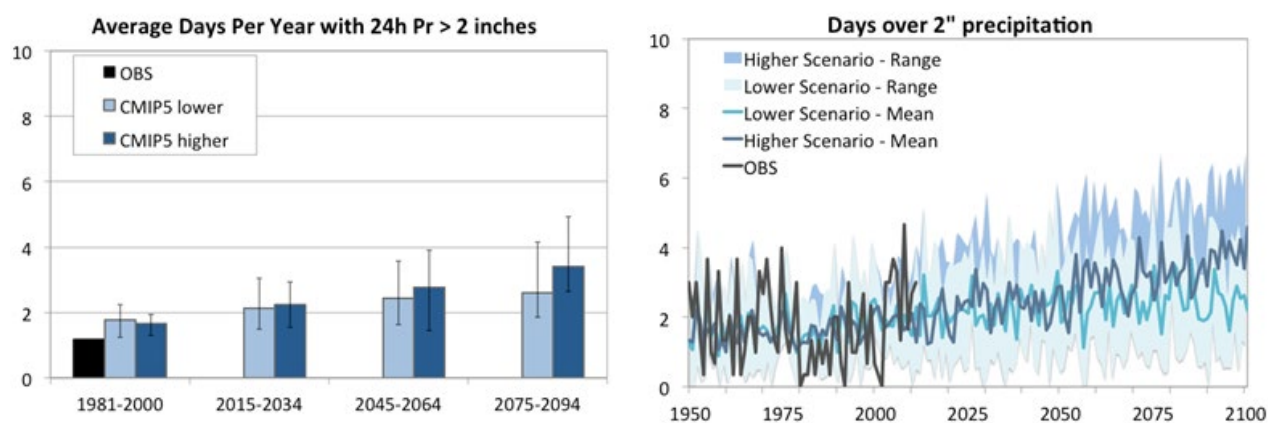 Average Days Per Year with 24h Pr > 2 inches
10
8
6
4
2
0
OBS
CMIP5 lower
CMIP5 higher
1981-2000
2015-2034
2045-2064
2075-2094
Days over 2" precipitation
10
8
6
4
2
0
Higher Scenario - Range
Lower Scenario - Range
Lower Scenario - Mean
Higher Scenario - Mean
OBS
1950
1975
2000
2025
2050
2075
2100